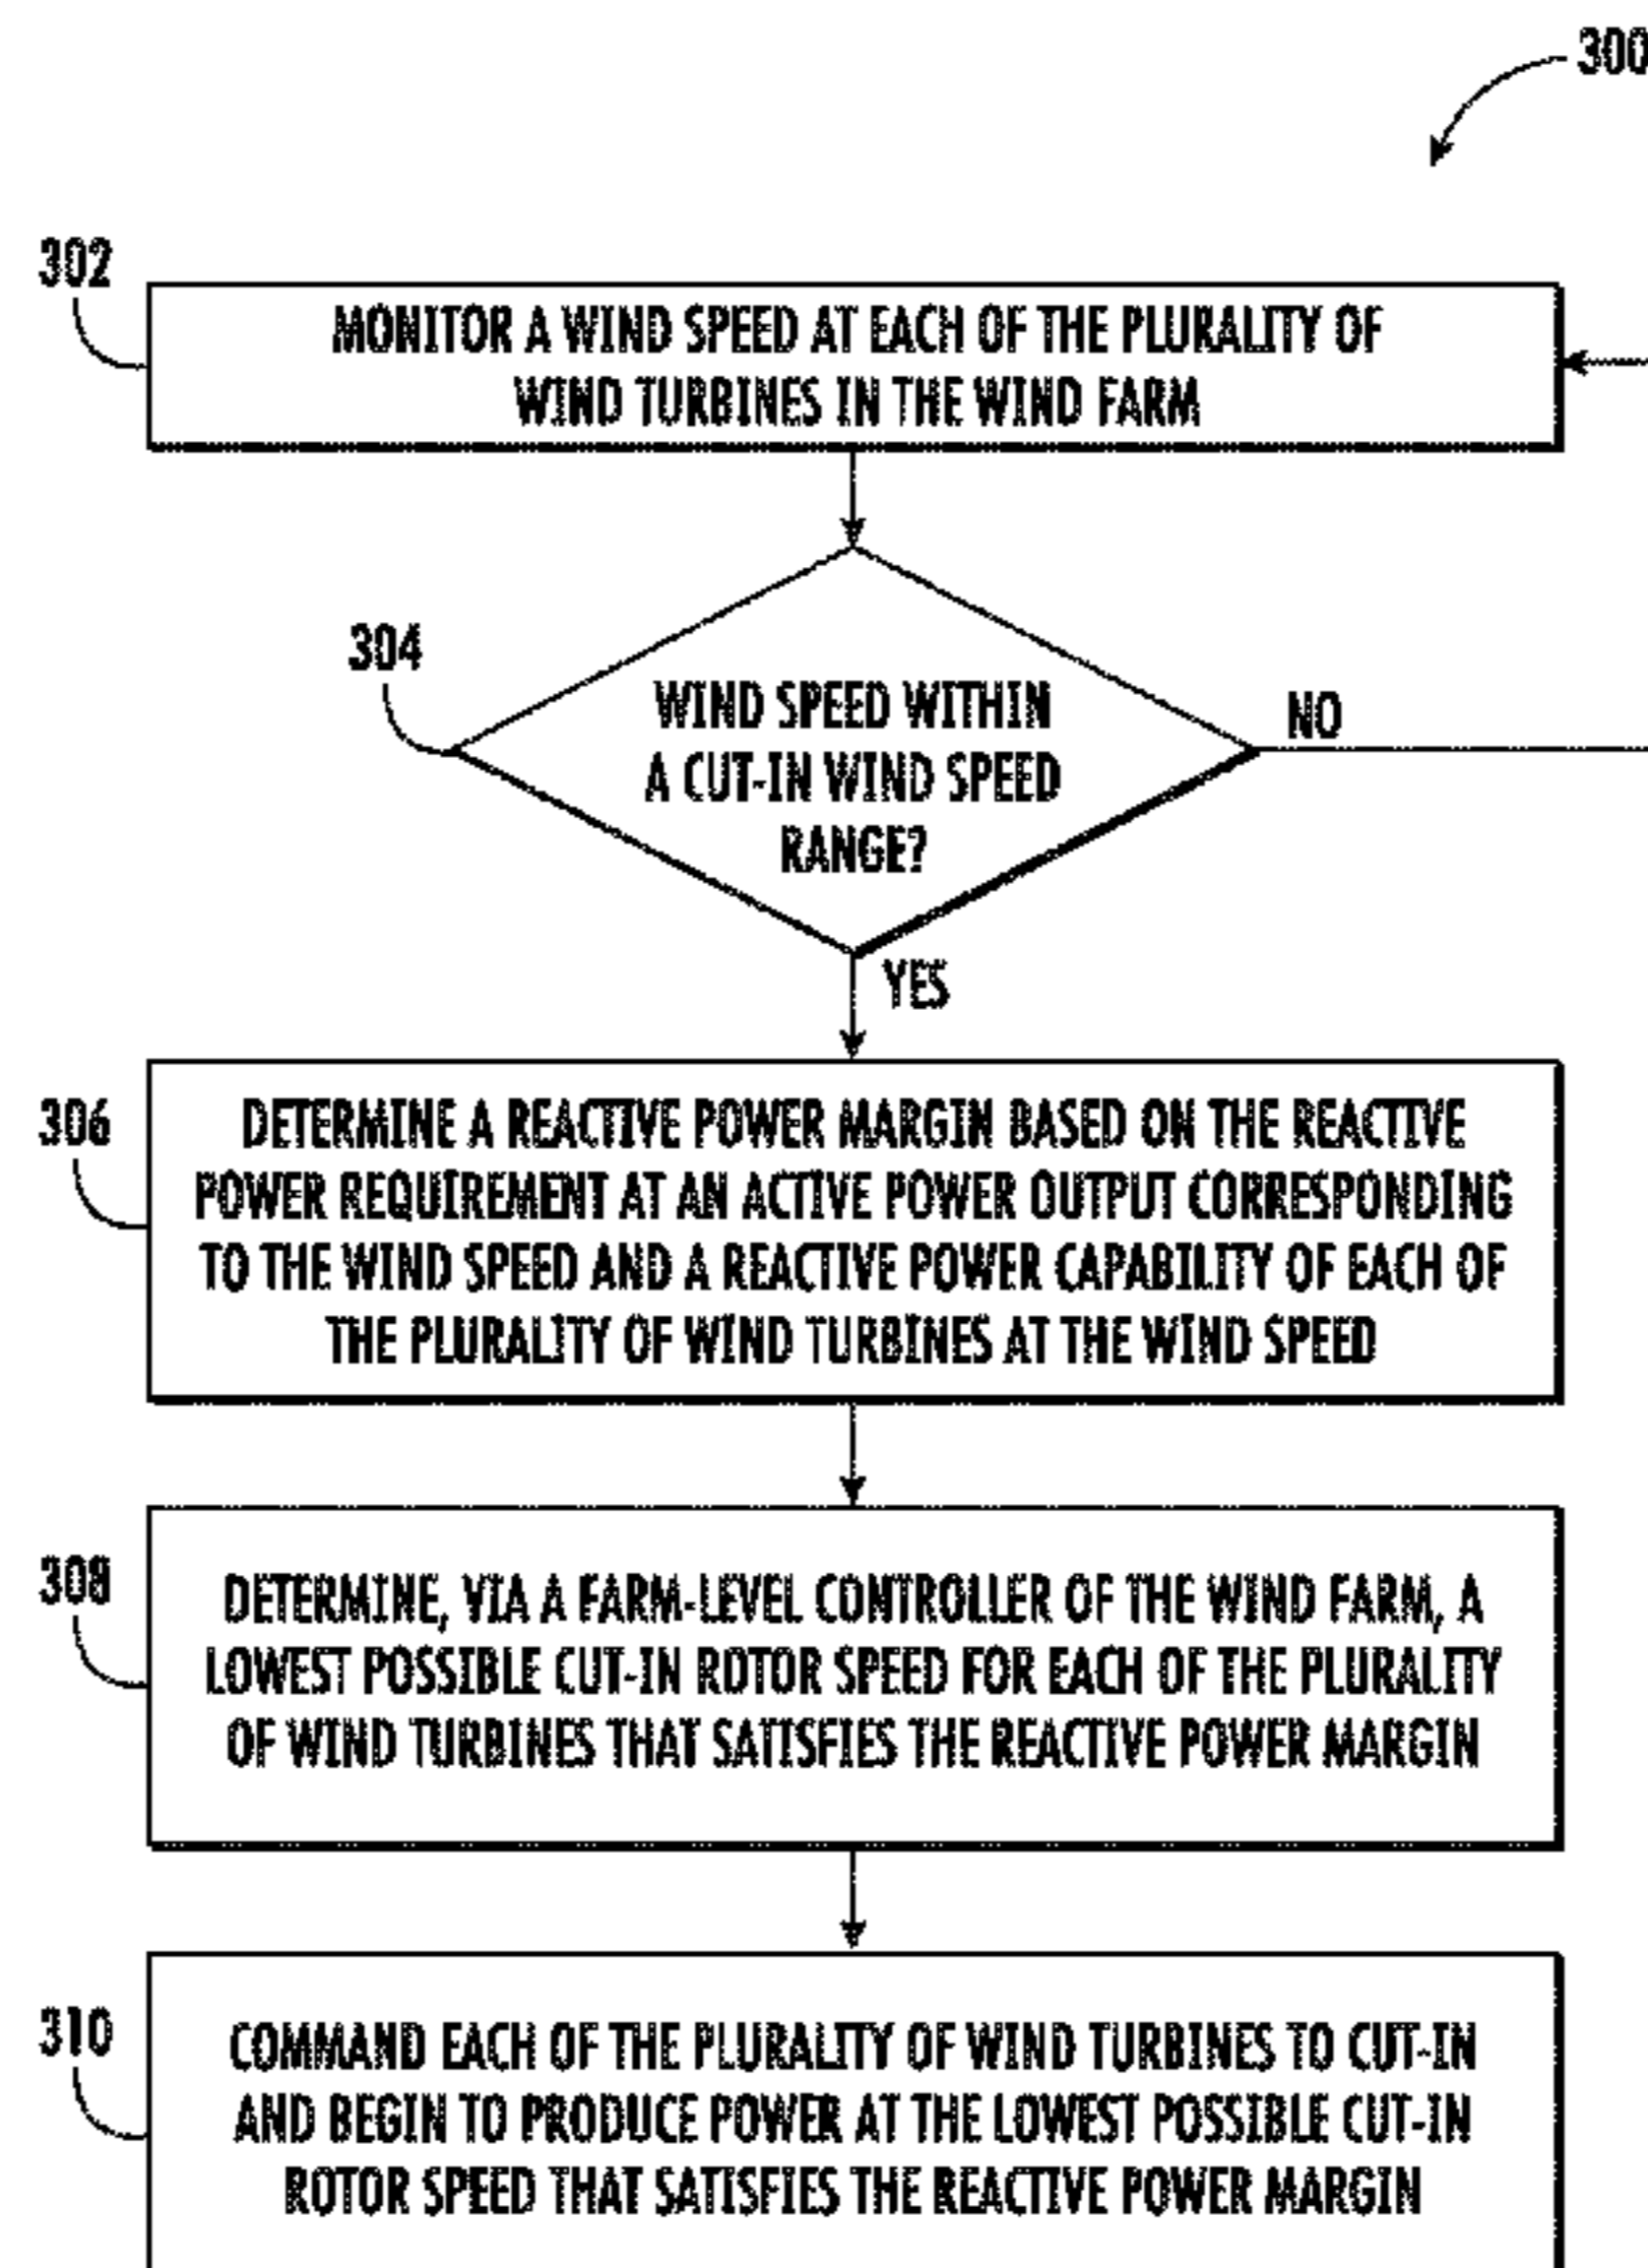 300
302
MONITOR A WIND SPEED AT EACH OF THE PLURALITY OF
WIND TURBINES IN THE WIND FARM
304
WIND SPEED WITHIN
A CUT-IN WIND SPEED
RANGE?
NO
YES
306
DETERMINE A REACTIVE POWER MARGIN BASED ON THE REACTIVE
POWER REQUIREMENT AT AN ACTIVE POWER OUTPUT CORRESPONDING
TO THE WIND SPEED AND A REACTIVE POWER CAPABILITY OF EACH OF
THE PLURALITY OF WIND TURBINES AT THE WIND SPEED
308
DETERMINE, VIA A FARM-LEVEL CONTROLLER OF THE WIND FARM, A
LOWEST POSSIBLE CUT-IN ROTOR SPEED FOR EACH OF THE PLURALITY
OF WIND TURBINES THAT SATISFIES THE REACTIVE POWER MARGIN
310
COMMAND EACH OF THE PLURALITY OF WIND TURBINES TO CUT-IN
AND BEGIN TO PRODUCE POWER AT THE LOWEST POSSIBLE CUT-IN
ROTOR SPEED THAT SATISFIES THE REACTIVE POWER MARGIN